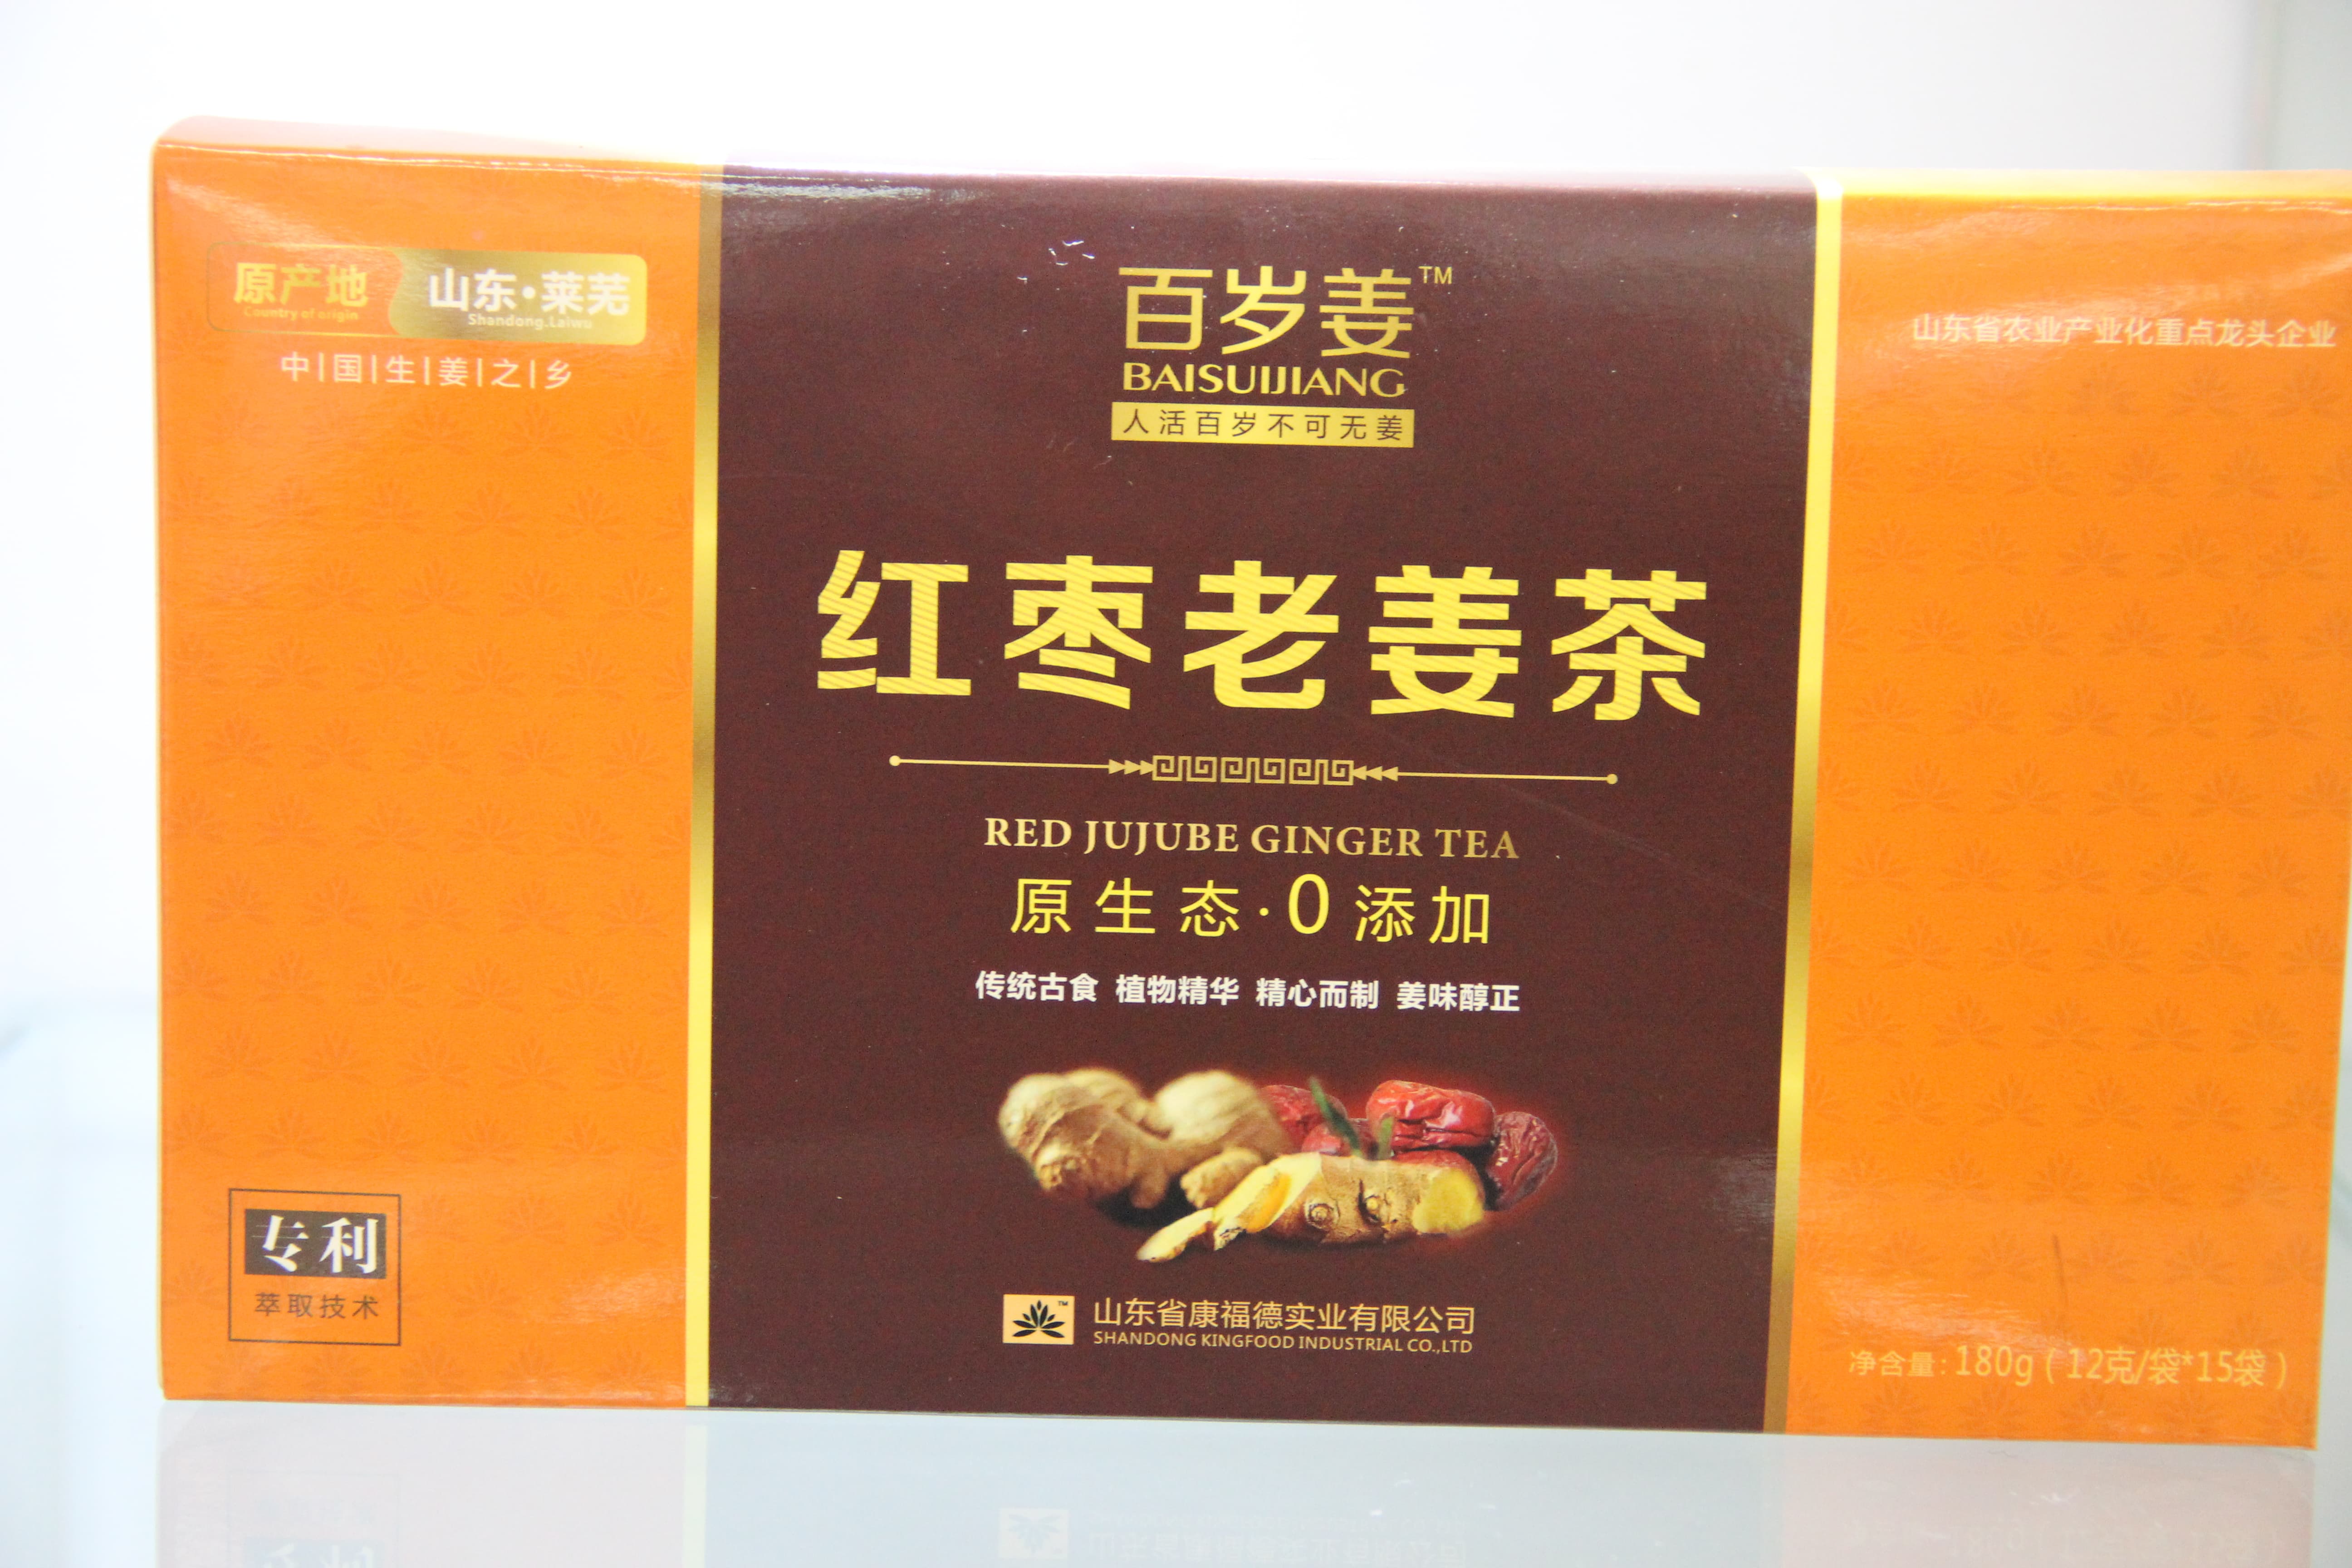 原产地 山东·莱芜
Country of origin Shandong.Laiwu
中|国|生|姜|之|乡
百岁姜™
BAISUIJIANG
人活百岁不可无姜
山东省农业产业化重点龙头企业
红枣老姜茶
RED JUJUBE GINGER TEA
原生态·0添加
传统古食 植物精华 精心而制 姜味醇正
专利
萃取技术
TM
山东省康福德实业有限公司
SHANDONG KINGFOOD INDUSTRIAL CO.,LTD
净含量:180g(12克/袋*15袋)